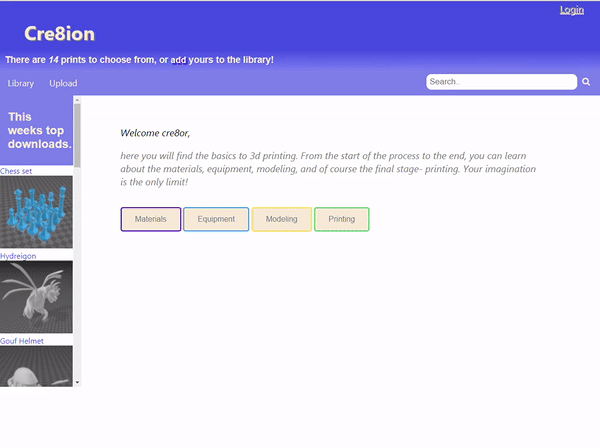 Login
Cre8ion
There are 14 prints to choose from, or add yours to the library!
Library Upload Search...
This
weeks top
downloads.
Chess set
Hydreigon
Gouf Helmet
Welcome cre8or,
here you will find the basics to 3d printing. From the start of the process to the end, you can learn
about the materials, equipment, modeling, and of course the final stage- printing. Your imagination
is the only limit!
Materials Equipment Modeling Printing